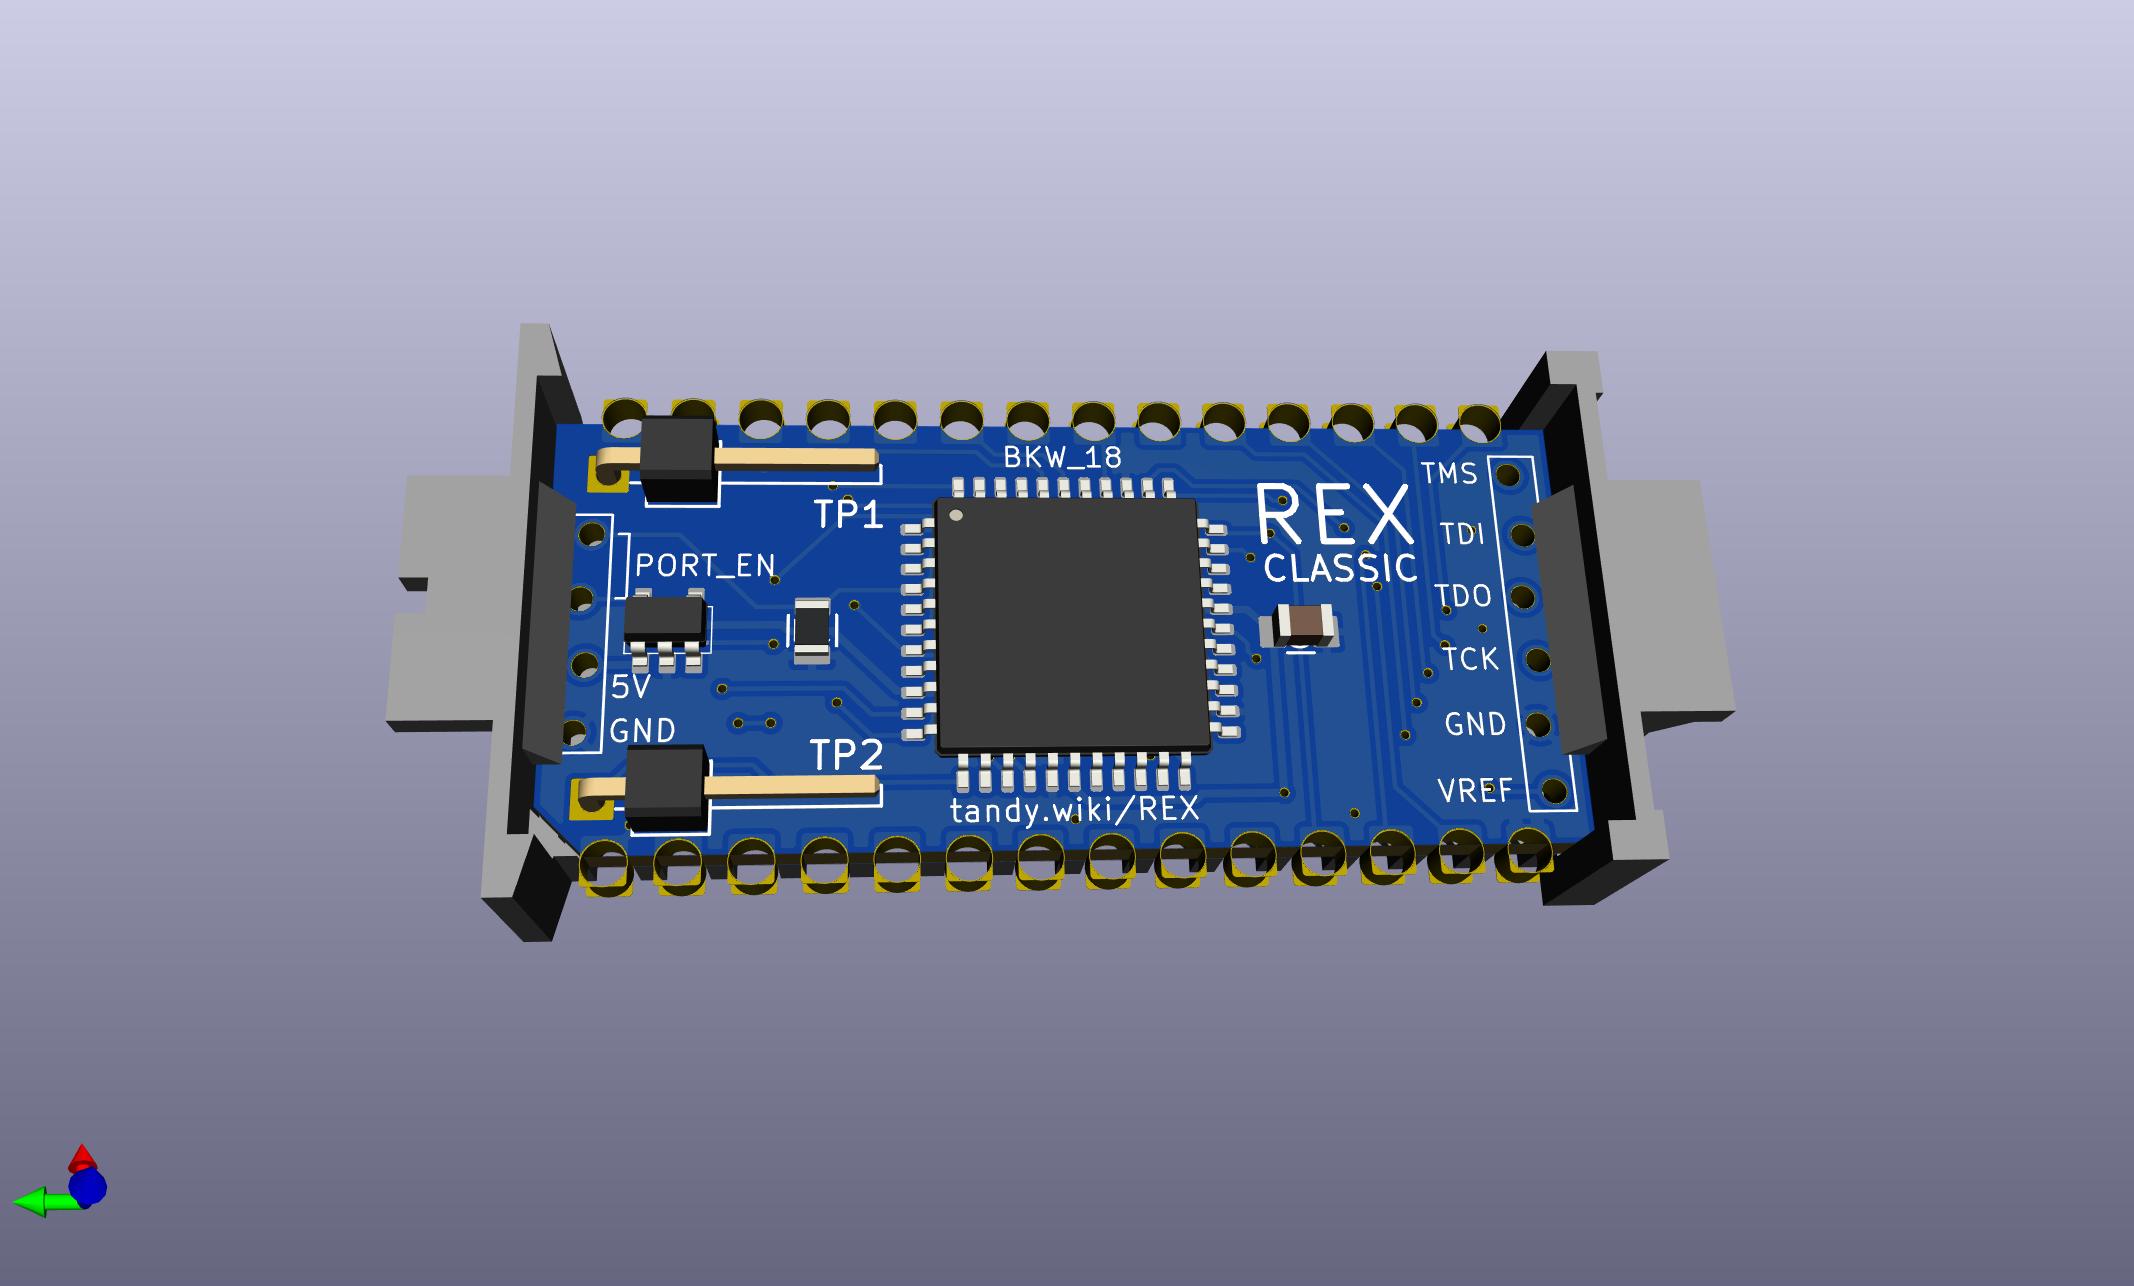 BKW_18
TP1
REX
CLASSIC
PORT_EN
5V
GND
TP2
tandy.wiki/REX
TMS
TDI
TDO
TCK
GND
VREF